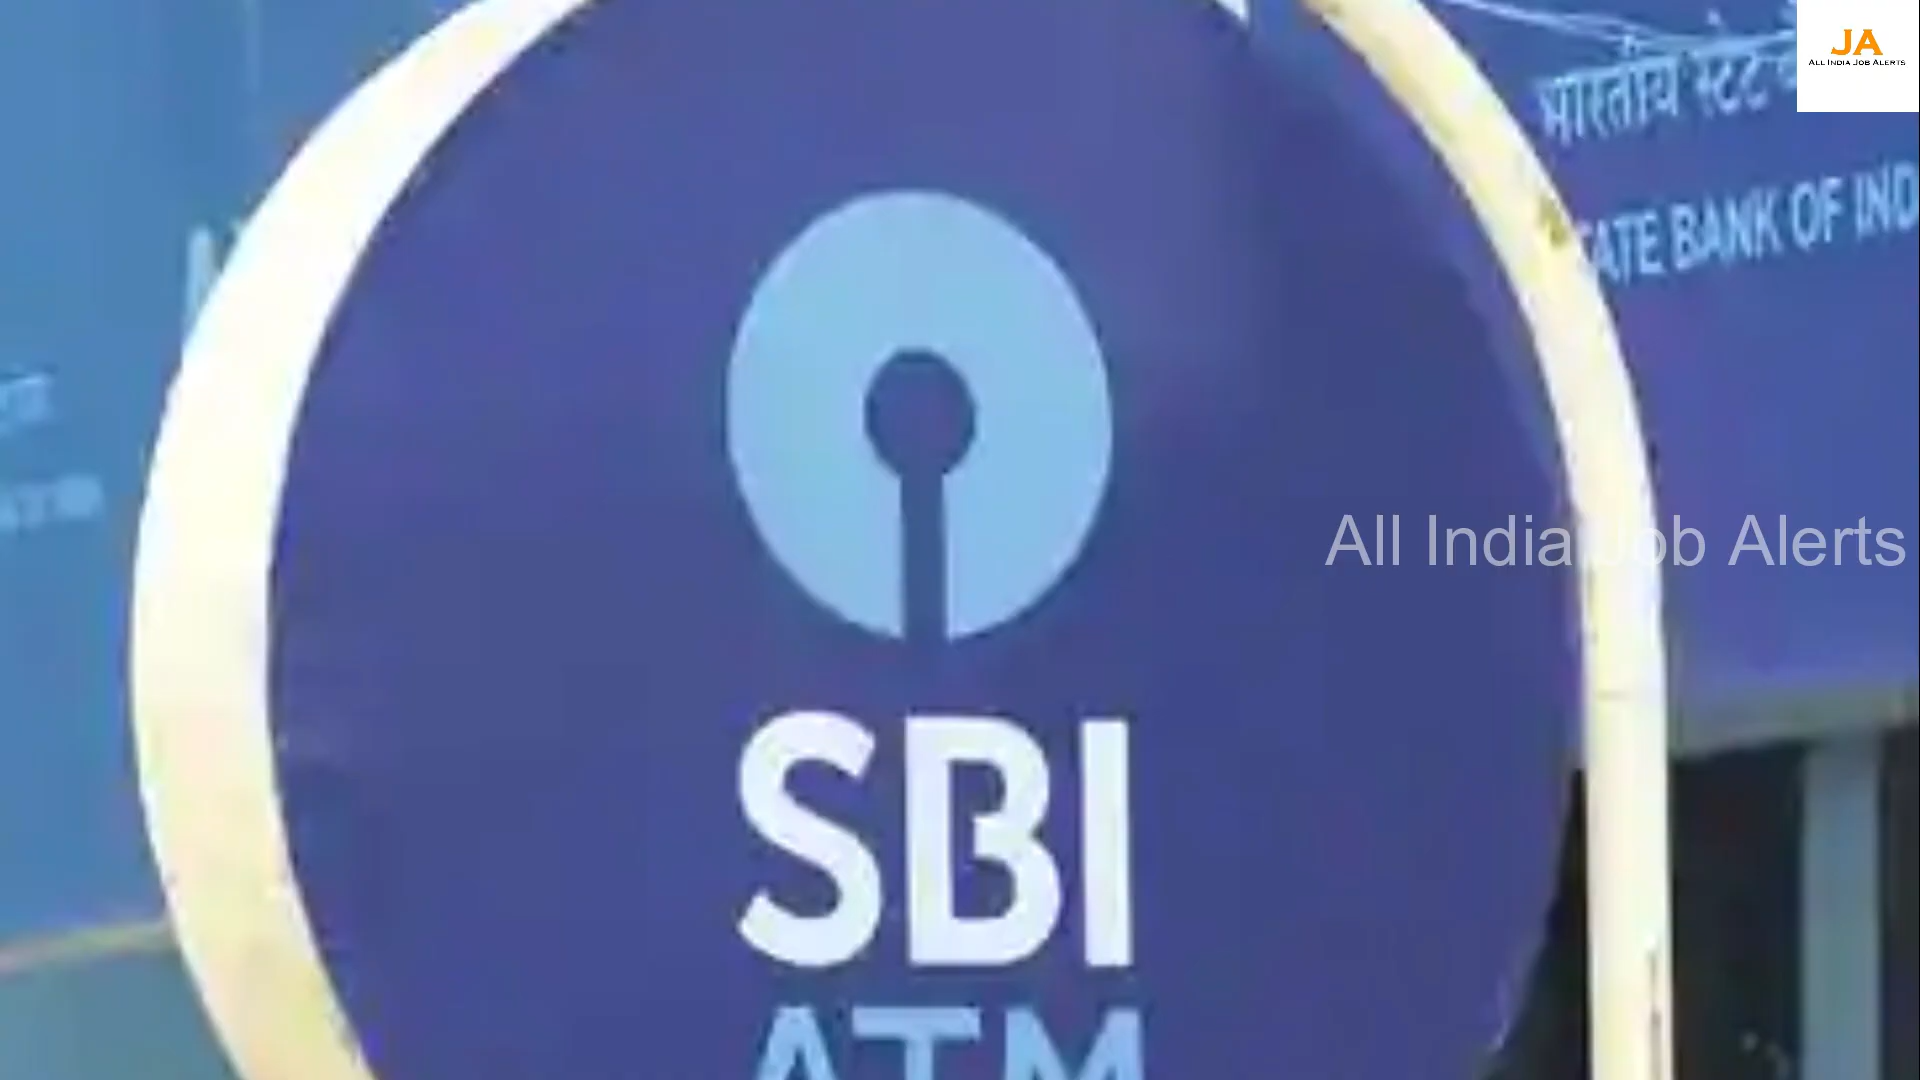 JA
ALL INDIA JOB ALERTS
भारतीय स्टेट
TATE BANK OF IND
All India Job Alerts
SBI
ATM